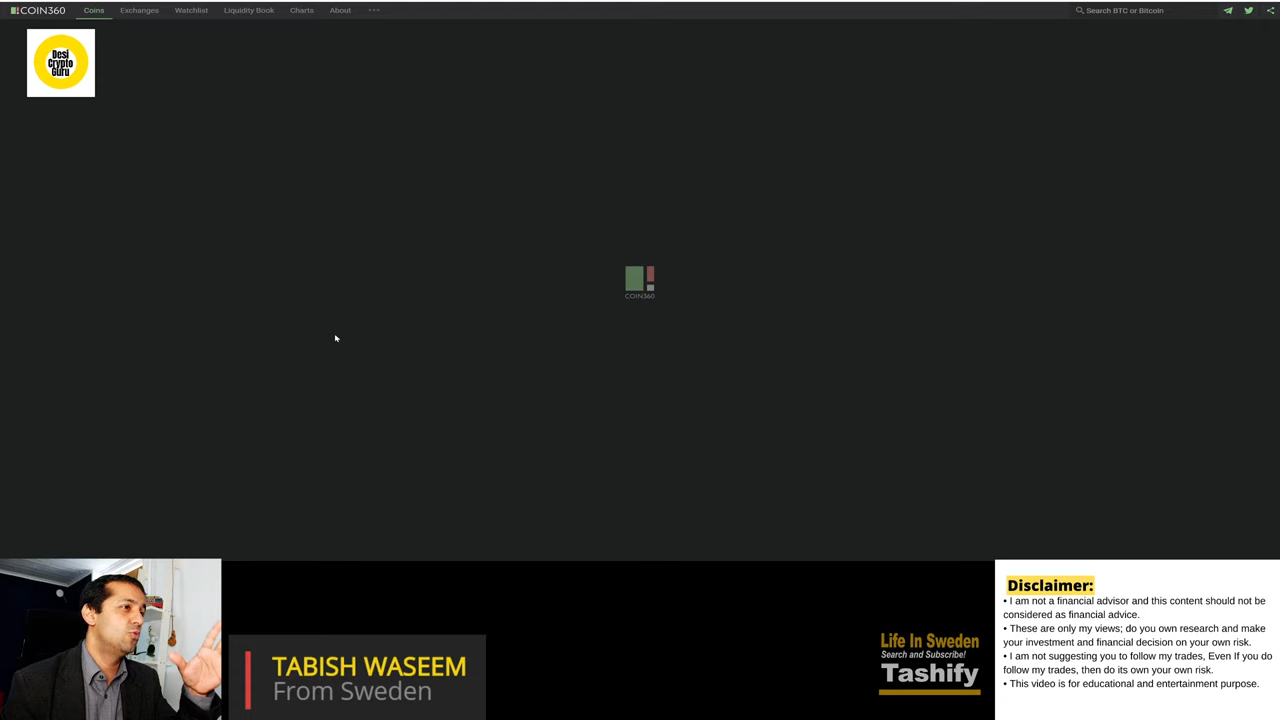 COIN360 Coins Exchanges Watchlist Liquidity Book Charts About Search BTC or Bitcoin
Desi
Crypto
Guru
COIN360
TABISH WASEEM
From Sweden
Life In Sweden
Search and Subscribe!
Tashify
Disclaimer:
• I am not a financial advisor and this content should not be
considered as financial advice.
• These are only my views; do you own research and make
your investment and financial decision on your own risk.
• I am not suggesting you to follow my trades, Even If you do
follow my trades, then do its own your own risk.
• This video is for educational and entertainment purpose.